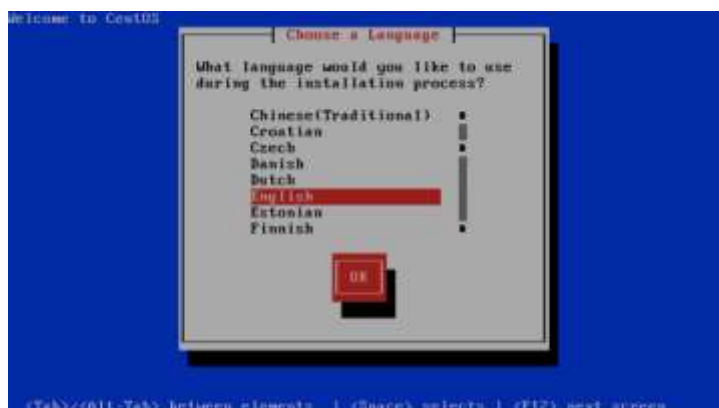 Welcome to CentOS
Choose a Language
What language would you like to use
during the installation process?
Chinese(Traditional)
Croatian
Czech
Danish
Dutch
English
Estonian
Finnish
OK
<Tab>/<Alt-Tab> between elements | <Space> selects | <F12> next screen